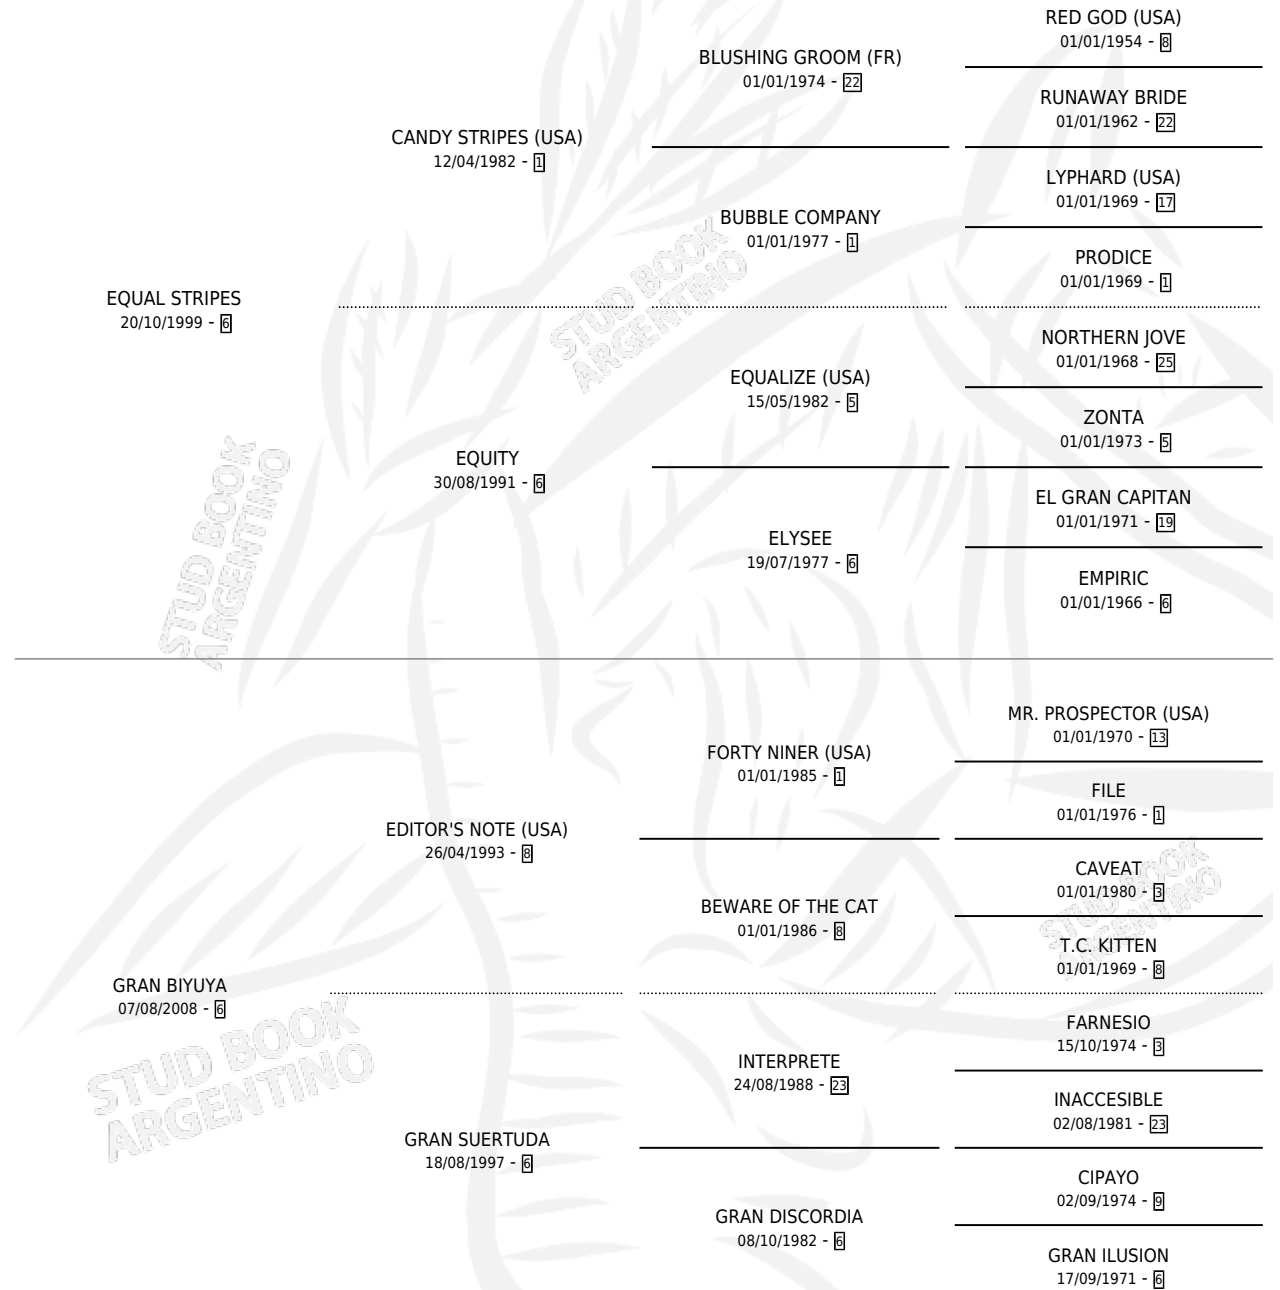 RED GOD (USA)
01/01/1954 - 8
BLUSHING GROOM (FR)
01/01/1974 - 22
RUNAWAY BRIDE
01/01/1962 - 22
CANDY STRIPES (USA)
12/04/1982 - 1
LYPHARD (USA)
01/01/1969 - 17
BUBBLE COMPANY
01/01/1977 - 1
PRODICE
01/01/1969 - 1
EQUAL STRIPES
20/10/1999 - 6
STUD BOOK
ARGENTINO
NORTHERN JOVE
01/01/1968 - 25
EQUALIZE (USA)
15/05/1982 - 5
ZONTA
01/01/1973 - 5
EQUITY
30/08/1991 - 6
EL GRAN CAPITAN
01/01/1971 - 19
ELYSEE
19/07/1977 - 6
EMPIRIC
01/01/1966 - 6
STUD BOOK
ARGENTINO
MR. PROSPECTOR (USA)
01/01/1970 - 13
FORTY NINER (USA)
01/01/1985 - 1
FILE
01/01/1976 - 1
EDITOR'S NOTE (USA)
26/04/1993 - 8
CAVEAT
01/01/1980 - 3
BEWARE OF THE CAT
01/01/1986 - 8
STUD BOOK
ARGENTINO
T.C. KITTEN
01/01/1969 - 8
GRAN BIYUYA
07/08/2008 - 6
STUD BOOK
ARGENTINO
FARNESIO
15/10/1974 - 3
INTERPRETE
24/08/1988 - 23
INACCESIBLE
02/08/1981 - 23
GRAN SUERTUDA
18/08/1997 - 6
CIPAYO
02/09/1974 - 9
GRAN DISCORDIA
08/10/1982 - 6
GRAN ILUSION
17/09/1971 - 6